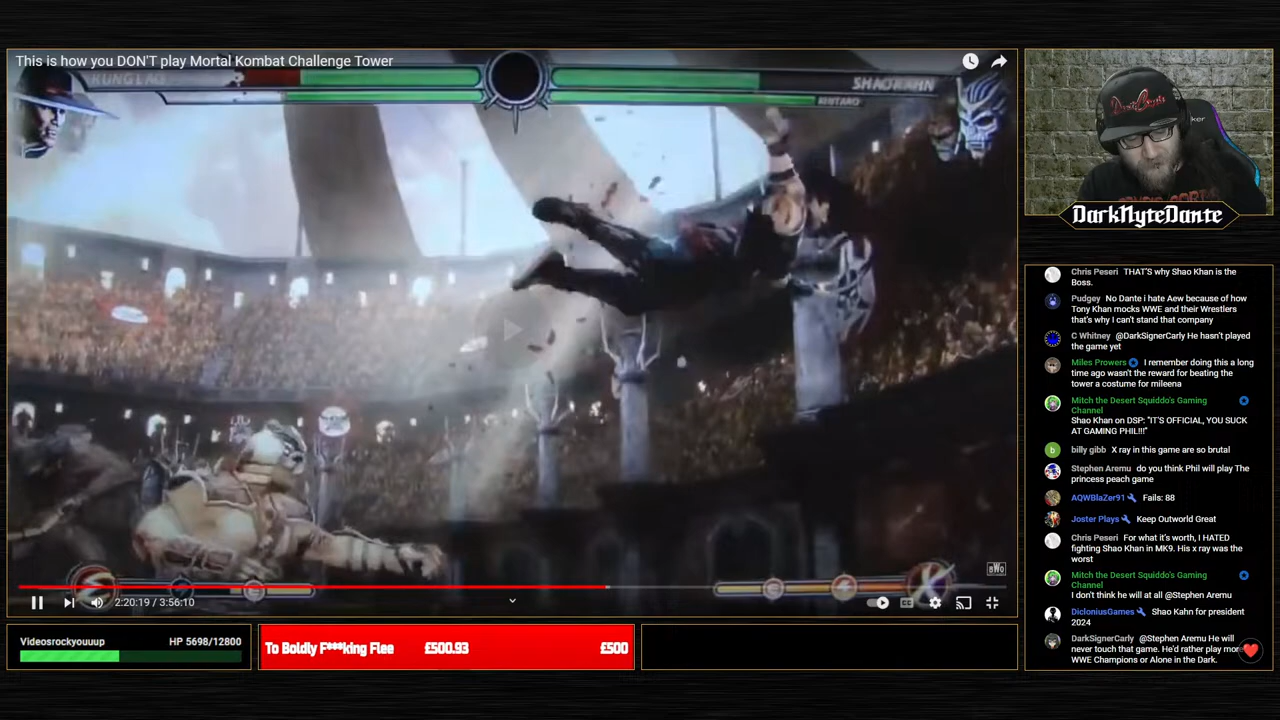 This is how you DON'T play Mortal Kombat Challenge Tower
KUNG LAO
SHAO KAHN
KINTARO
2:20:19 / 3:56:10
Videosrockyouuup HP 5698/12800
To Boldly F***king Flee £500.93 £500
DarkNyteDante
Chris Peseri THAT'S why Shao Khan is the
Boss.
Pudgey No Dante i hate Aew because of how
Tony Khan mocks WWE and their Wrestlers
that's why I can't stand that company
C Whitney @DarkSignerCarly He hasn't played
the game yet
Miles Prowers I remember doing this a long
time ago wasn't the reward for beating the
tower a costume for mileena
Mitch the Desert Squiddo's Gaming
Channel
Shao Khan on DSP: "IT'S OFFICIAL, YOU SUCK
AT GAMING PHIL!!!"
billy gibb X ray in this game are so brutal
Stephen Aremu do you think Phil will play The
princess peach game
AQWBlaZer91 Fails: 88
Joster Plays Keep Outworld Great
Chris Peseri For what it's worth, I HATED
fighting Shao Khan in MK9. His x ray was the
worst
Mitch the Desert Squiddo's Gaming
Channel
I don't think he will at all @Stephen Aremu
DicloniusGames Shao Kahn for president
2024
DarkSignerCarly @Stephen Aremu He will
never touch that game. He'd rather play more
WWE Champions or Alone in the Dark.